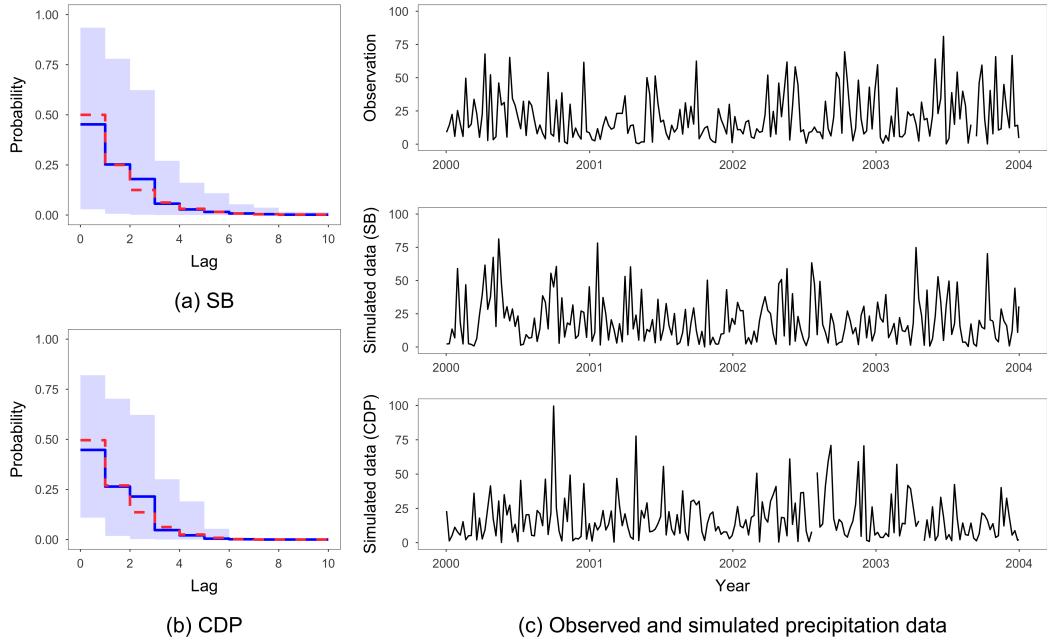 1.00
0.75
0.50
0.25
0.00
Probability
0 2 4 6 8 10
Lag
(a) SB
1.00
0.75
0.50
0.25
0.00
Probability
0 2 4 6 8 10
Lag
(b) CDP
100
75
50
25
0
Observation
2000 2001 2002 2003 2004
100
75
50
25
0
Simulated data (SB)
2000 2001 2002 2003 2004
100
75
50
25
0
Simulated data (CDP)
2000 2001 2002 2003 2004
Year
(c) Observed and simulated precipitation data